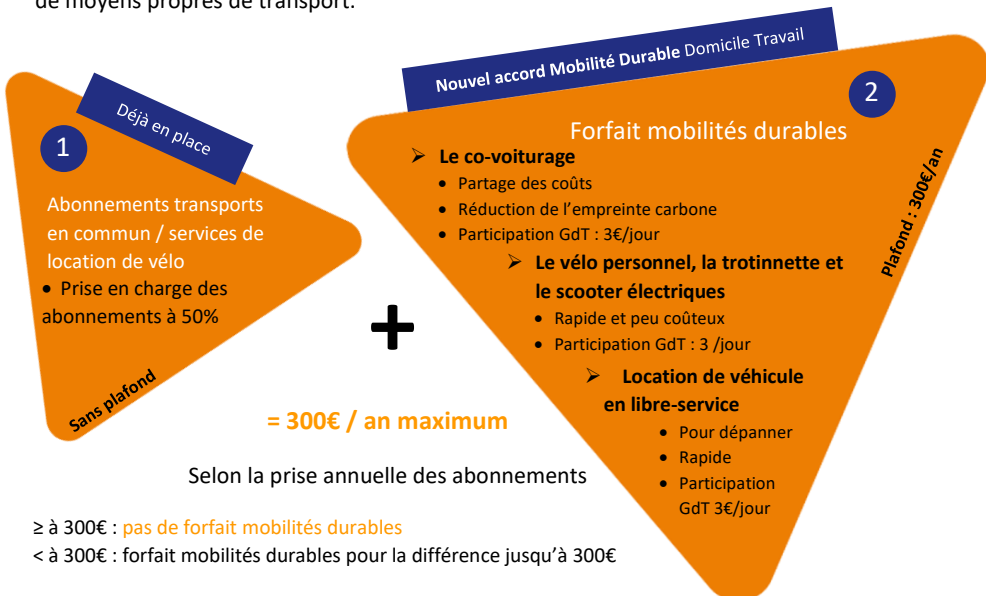 de moyens propres de transport.
Déjà en place
1
Abonnements transports
en commun / services de
location de vélo
• Prise en charge des
abonnements à 50%
Sans plafond
+
Nouvel accord Mobilité Durable Domicile Travail
2
Forfait mobilités durables
➢ Le co-voiturage
• Partage des coûts
• Réduction de l’empreinte carbone
• Participation GdT : 3€/jour
➢ Le vélo personnel, la trotinnette et
le scooter électriques
• Rapide et peu coûteux
• Participation GdT : 3 /jour
➢ Location de véhicule
en libre-service
• Pour dépanner
• Rapide
• Participation
GdT 3€/jour
Plafond : 300€/an
= 300€ / an maximum
Selon la prise annuelle des abonnements
≥ à 300€ : pas de forfait mobilités durables
< à 300€ : forfait mobilités durables pour la différence jusqu’à 300€